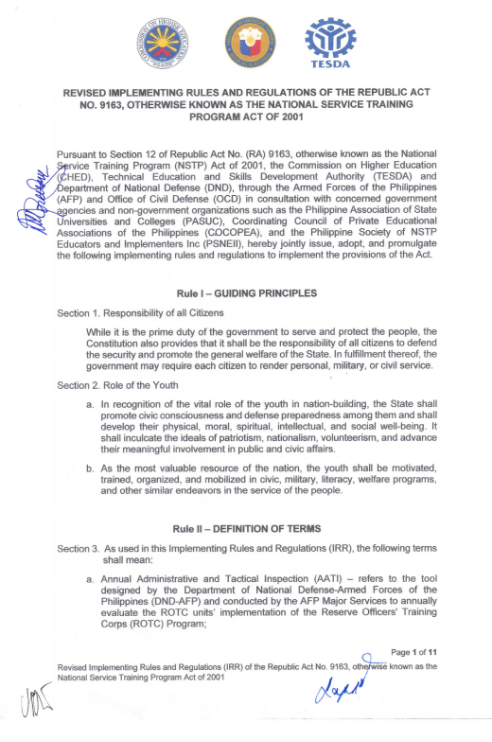 TESDA
REVISED IMPLEMENTING RULES AND REGULATIONS OF THE REPUBLIC ACT
NO. 9163, OTHERWISE KNOWN AS THE NATIONAL SERVICE TRAINING
PROGRAM ACT OF 2001
Pursuant to Section 12 of Republic Act No. (RA) 9163, otherwise known as the National
Service Training Program (NSTP) Act of 2001, the Commission on Higher Education
(CHED), Technical Education and Skills Development Authority (TESDA) and
Department of National Defense (DND), through the Armed Forces of the Philippines
(AFP) and Office of Civil Defense (OCD) in consultation with concerned government
agencies and non-government organizations such as the Philippine Association of State
Universities and Colleges (PASUC), Coordinating Council of Private Educational
Associations of the Philippines (COCOPEA), and the Philippine Society of NSTP
Educators and Implementers Inc (PSNEII), hereby jointly issue, adopt, and promulgate
the following implementing rules and regulations to implement the provisions of the Act.
Rule I – GUIDING PRINCIPLES
Section 1. Responsibility of all Citizens
While it is the prime duty of the government to serve and protect the people, the
Constitution also provides that it shall be the responsibility of all citizens to defend
the security and promote the general welfare of the State. In fulfillment thereof, the
government may require each citizen to render personal, military, or civil service.
Section 2. Role of the Youth
a. In recognition of the vital role of the youth in nation-building, the State shall
promote civic consciousness and defense preparedness among them and shall
develop their physical, moral, spiritual, intellectual, and social well-being. It
shall inculcate the ideals of patriotism, nationalism, volunteerism, and advance
their meaningful involvement in public and civic affairs.
b. As the most valuable resource of the nation, the youth shall be motivated,
trained, organized, and mobilized in civic, military, literacy, welfare programs,
and other similar endeavors in the service of the people.
Rule II – DEFINITION OF TERMS
Section 3. As used in this Implementing Rules and Regulations (IRR), the following terms
shall mean:
a. Annual Administrative and Tactical Inspection (AATI) – refers to the tool
designed by the Department of National Defense-Armed Forces of the
Philippines (DND-AFP) and conducted by the AFP Major Services to annually
evaluate the ROTC units' implementation of the Reserve Officers' Training
Corps (ROTC) Program;
Page 1 of 11
Revised Implementing Rules and Regulations (IRR) of the Republic Act No. 9163, otherwise known as the
National Service Training Program Act of 2001